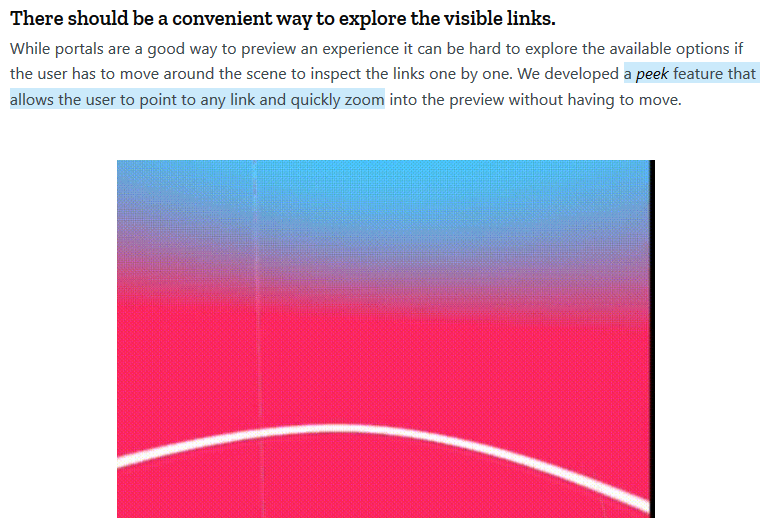 There should be a convenient way to explore the visible links.
While portals are a good way to preview an experience it can be hard to explore the available options if
the user has to move around the scene to inspect the links one by one. We developed a peek feature that
allows the user to point to any link and quickly zoom into the preview without having to move.